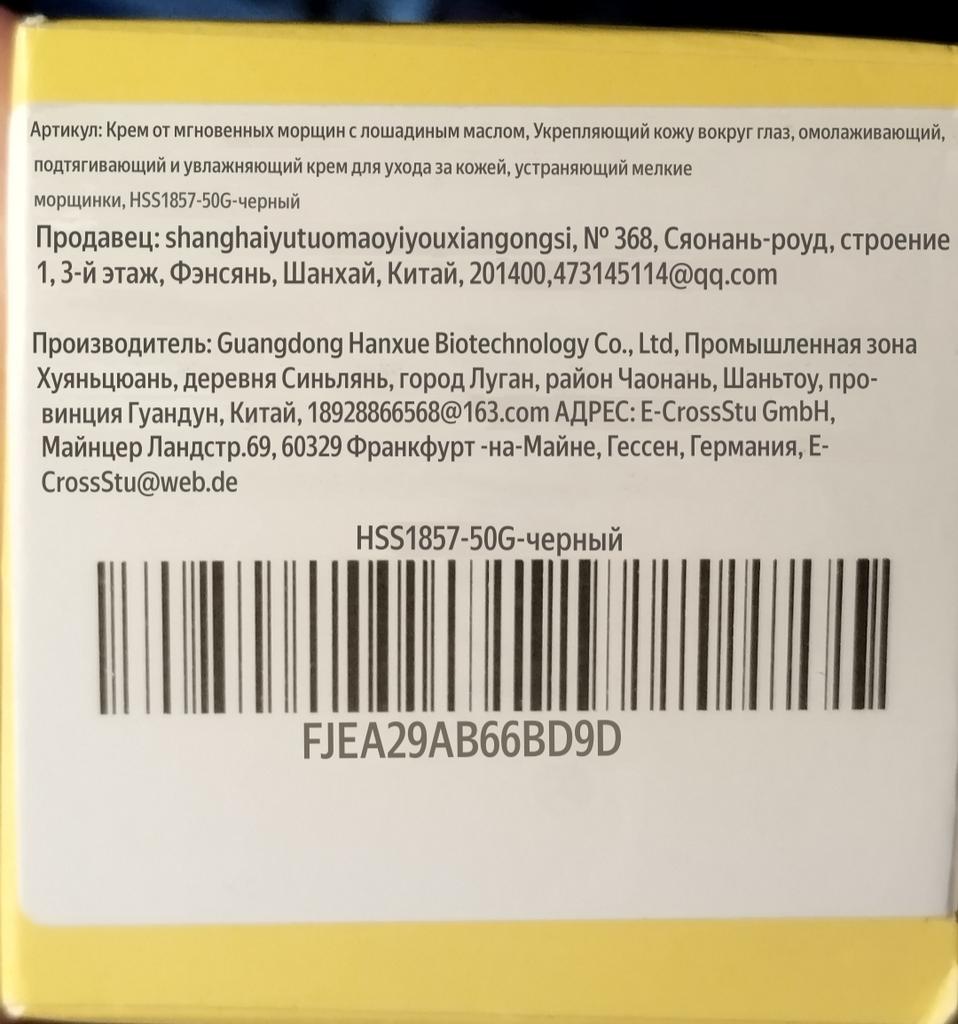 Артикул: Крем от мгновенных морщин с лошадиным маслом, Укрепляющий кожу вокруг глаз, омолаживающий,
подтягивающий и увлажняющий крем для ухода за кожей, устраняющий мелкие
морщинки, HSS1857-50G-черный
Продавец: shanghaiyutuomaoyiyouxiangongsi, № 368, Сяонань-роуд, строение
1, 3-й этаж, Фэнсянь, Шанхай, Китай, 201400,473145114@qq.com
Производитель: Guangdong Hanxue Biotechnology Co., Ltd, Промышленная зона
Хуяньцюань, деревня Синьлянь, город Луган, район Чаонань, Шаньтоу, про-
винция Гуандун, Китай, 18928866568@163.com АДРЕС: E-CrossStu GmbH,
Майнцер Ландстр.69, 60329 Франкфурт -на-Майне, Гессен, Германия, E-
CrossStu@web.de
HSS1857-50G-черный
FJEA29AB66BD9D